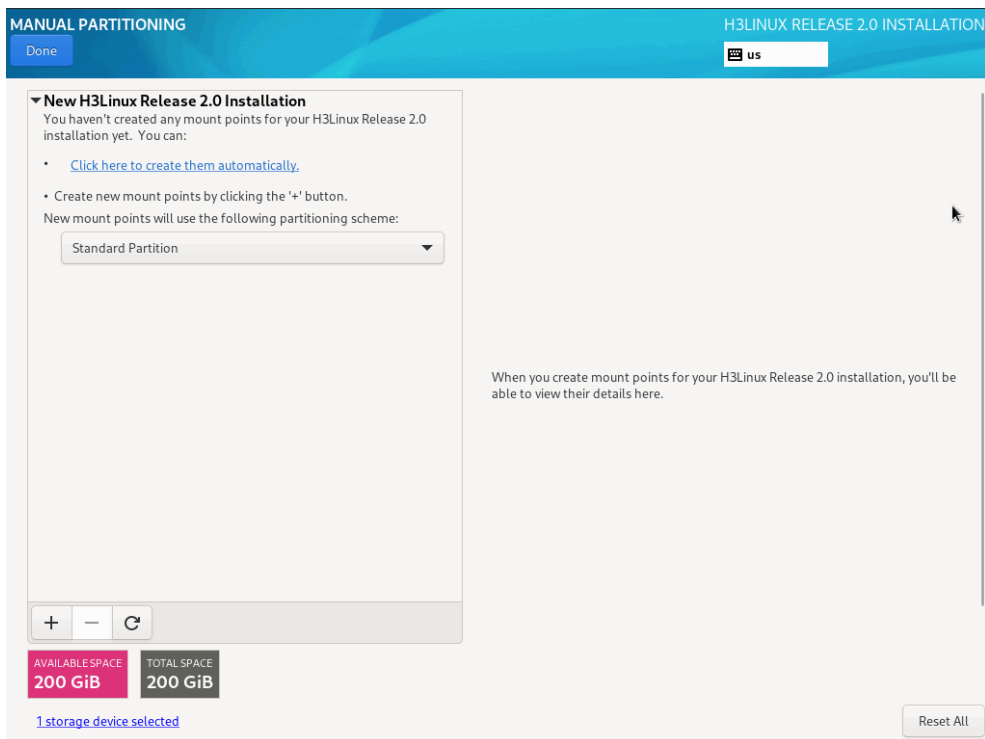 MANUAL PARTITIONING
H3LINUX RELEASE 2.0 INSTALLATION
Done
us
New H3Linux Release 2.0 Installation
You haven't created any mount points for your H3Linux Release 2.0
installation yet. You can:
• Click here to create them automatically.
• Create new mount points by clicking the '+' button.
New mount points will use the following partitioning scheme:
Standard Partition
When you create mount points for your H3Linux Release 2.0 installation, you'll be
able to view their details here.
AVAILABLE SPACE
200 GiB
TOTAL SPACE
200 GiB
1 storage device selected
Reset All